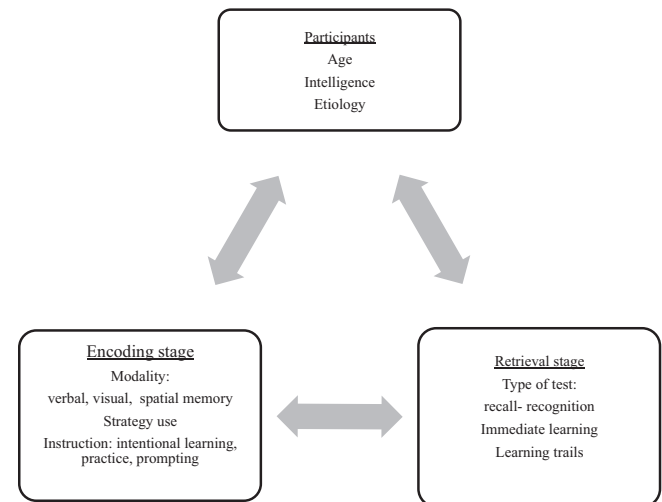 Participants
Age
Intelligence
Etiology
Encoding stage
Modality:
verbal, visual, spatial memory
Strategy use
Instruction: intentional learning,
practice, prompting
Retrieval stage
Type of test:
recall- recognition
Immediate learning
Learning trails